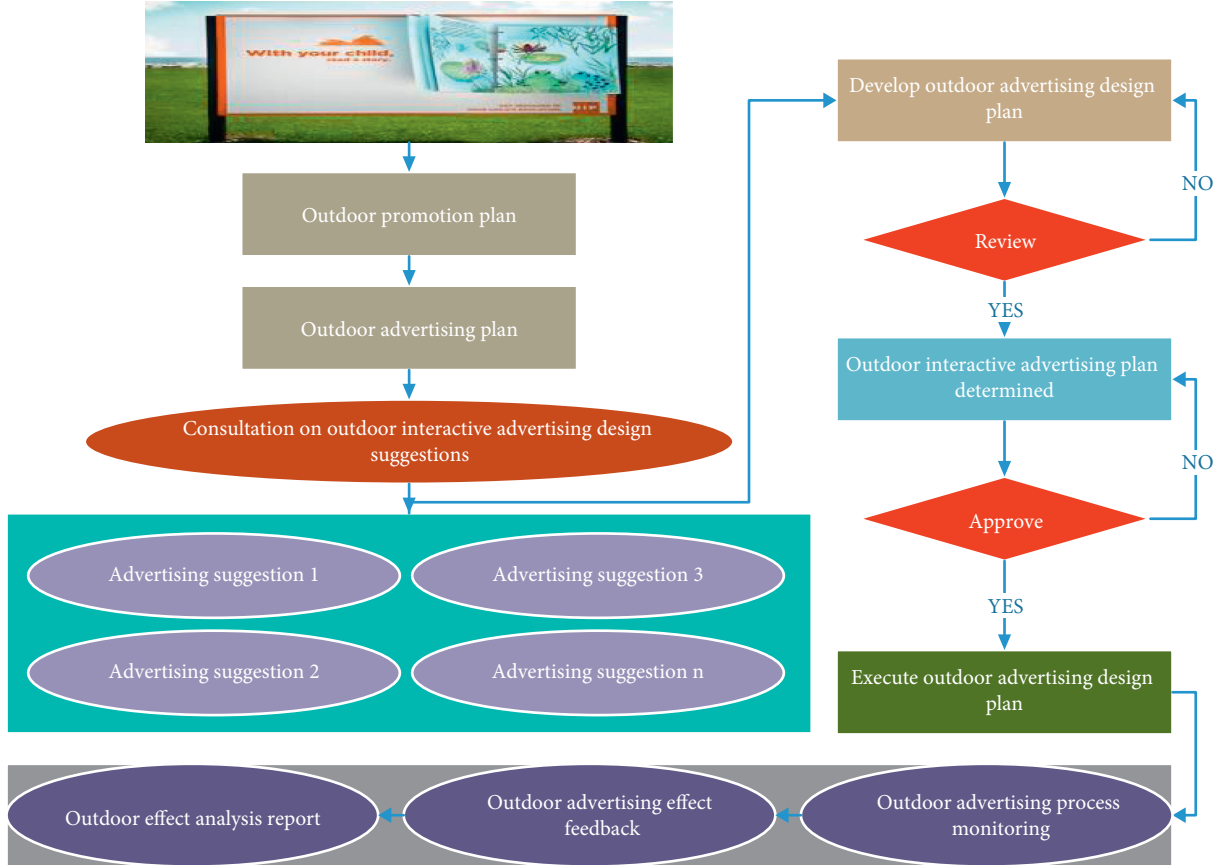 With your child,
read a story.
Outdoor promotion plan
Outdoor advertising plan
Consultation on outdoor interactive advertising design
suggestions
Advertising suggestion 1
Advertising suggestion 3
Advertising suggestion 2
Advertising suggestion n
Develop outdoor advertising design
plan
NO
Review
YES
Outdoor interactive advertising plan
determined
NO
Approve
YES
Execute outdoor advertising design
plan
Outdoor advertising process
monitoring
Outdoor advertising effect
feedback
Outdoor effect analysis report